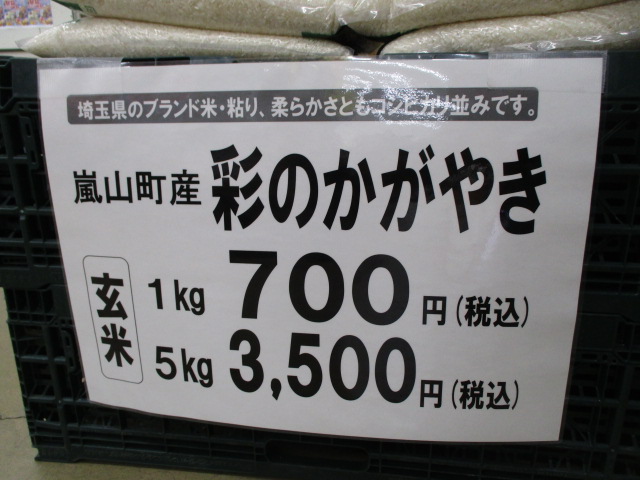 埼玉県のブランド米・粘り、柔らかさともコシヒカリ並みです。
嵐山町産 彩のかがやき
玄米
1kg 700円(税込)
5kg 3,500円(税込)